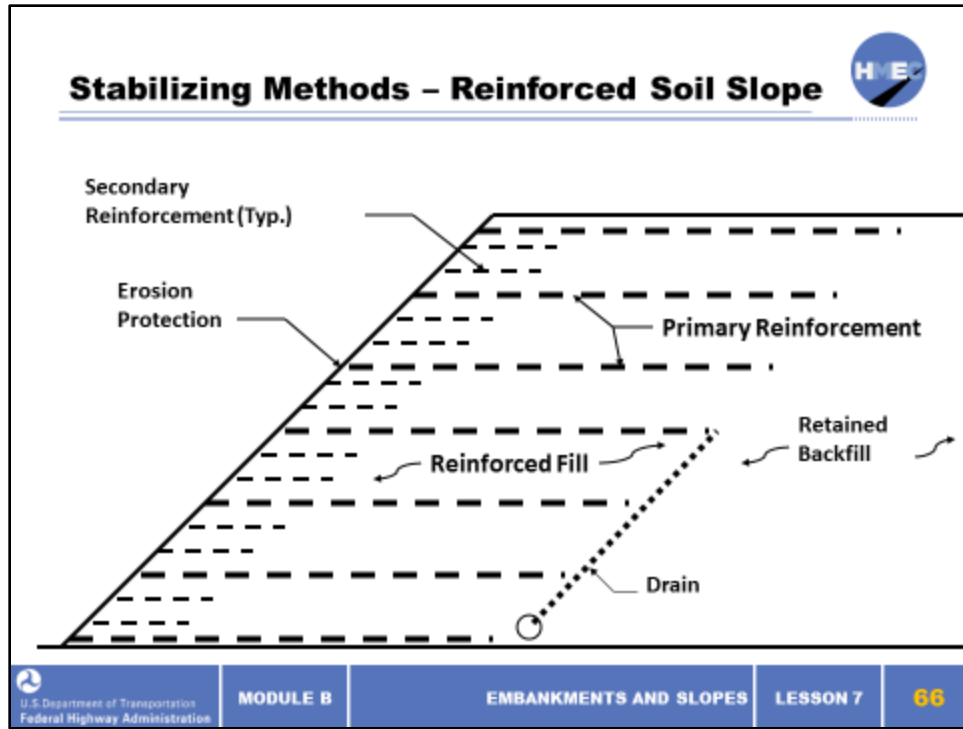 Stabilizing Methods – Reinforced Soil Slope
HMEC
Secondary
Reinforcement (Typ.)
Erosion
Protection
Primary Reinforcement
Retained
Backfill
Reinforced Fill
Drain
U.S. Department of Transportation
Federal Highway Administration
MODULE B
EMBANKMENTS AND SLOPES
LESSON 7
66